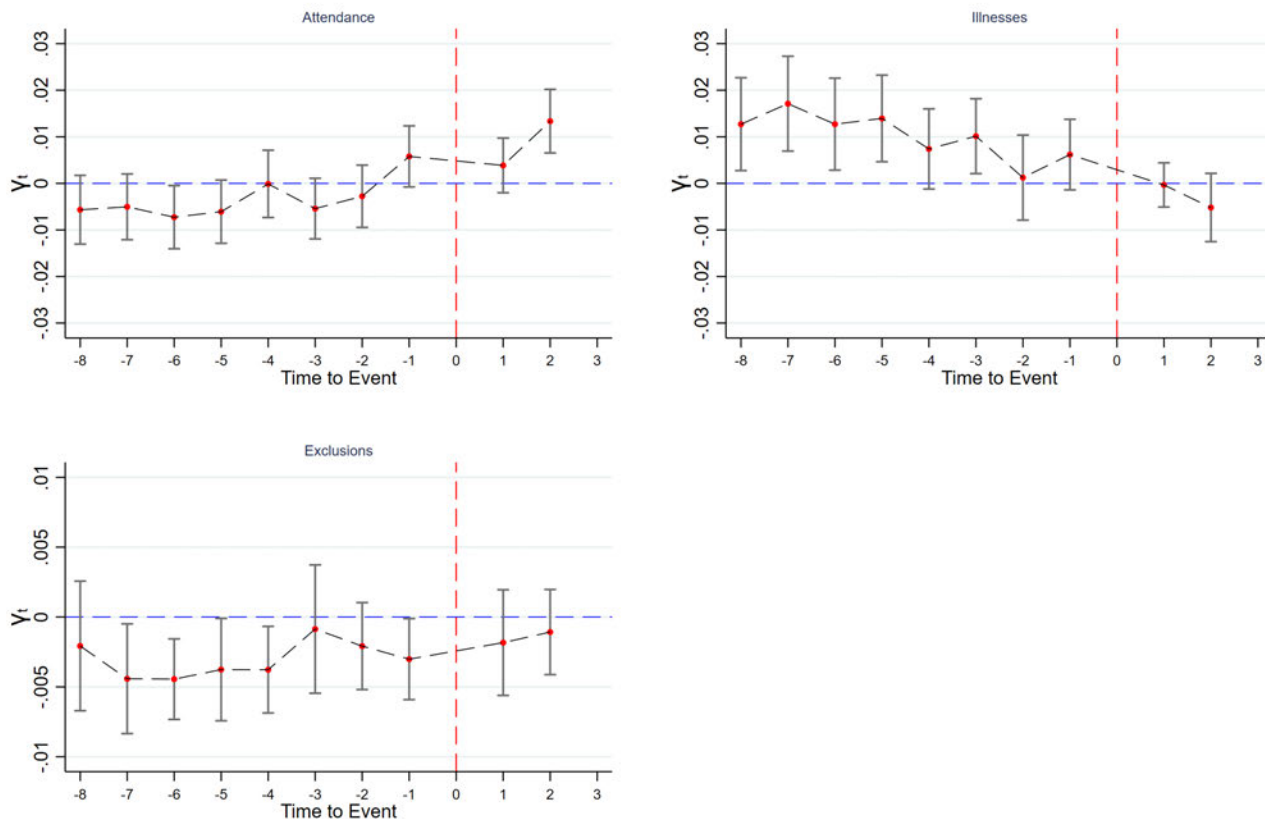 Attendance
.03
.02
.01
0
-.01
-.02
-.03
γt
-8 -7 -6 -5 -4 -3 -2 -1 0 1 2 3
Time to Event
Illnesses
.03
.02
.01
0
-.01
-.02
-.03
γt
-8 -7 -6 -5 -4 -3 -2 -1 0 1 2 3
Time to Event
Exclusions
.01
.005
0
-.005
-.01
γt
-8 -7 -6 -5 -4 -3 -2 -1 0 1 2 3
Time to Event